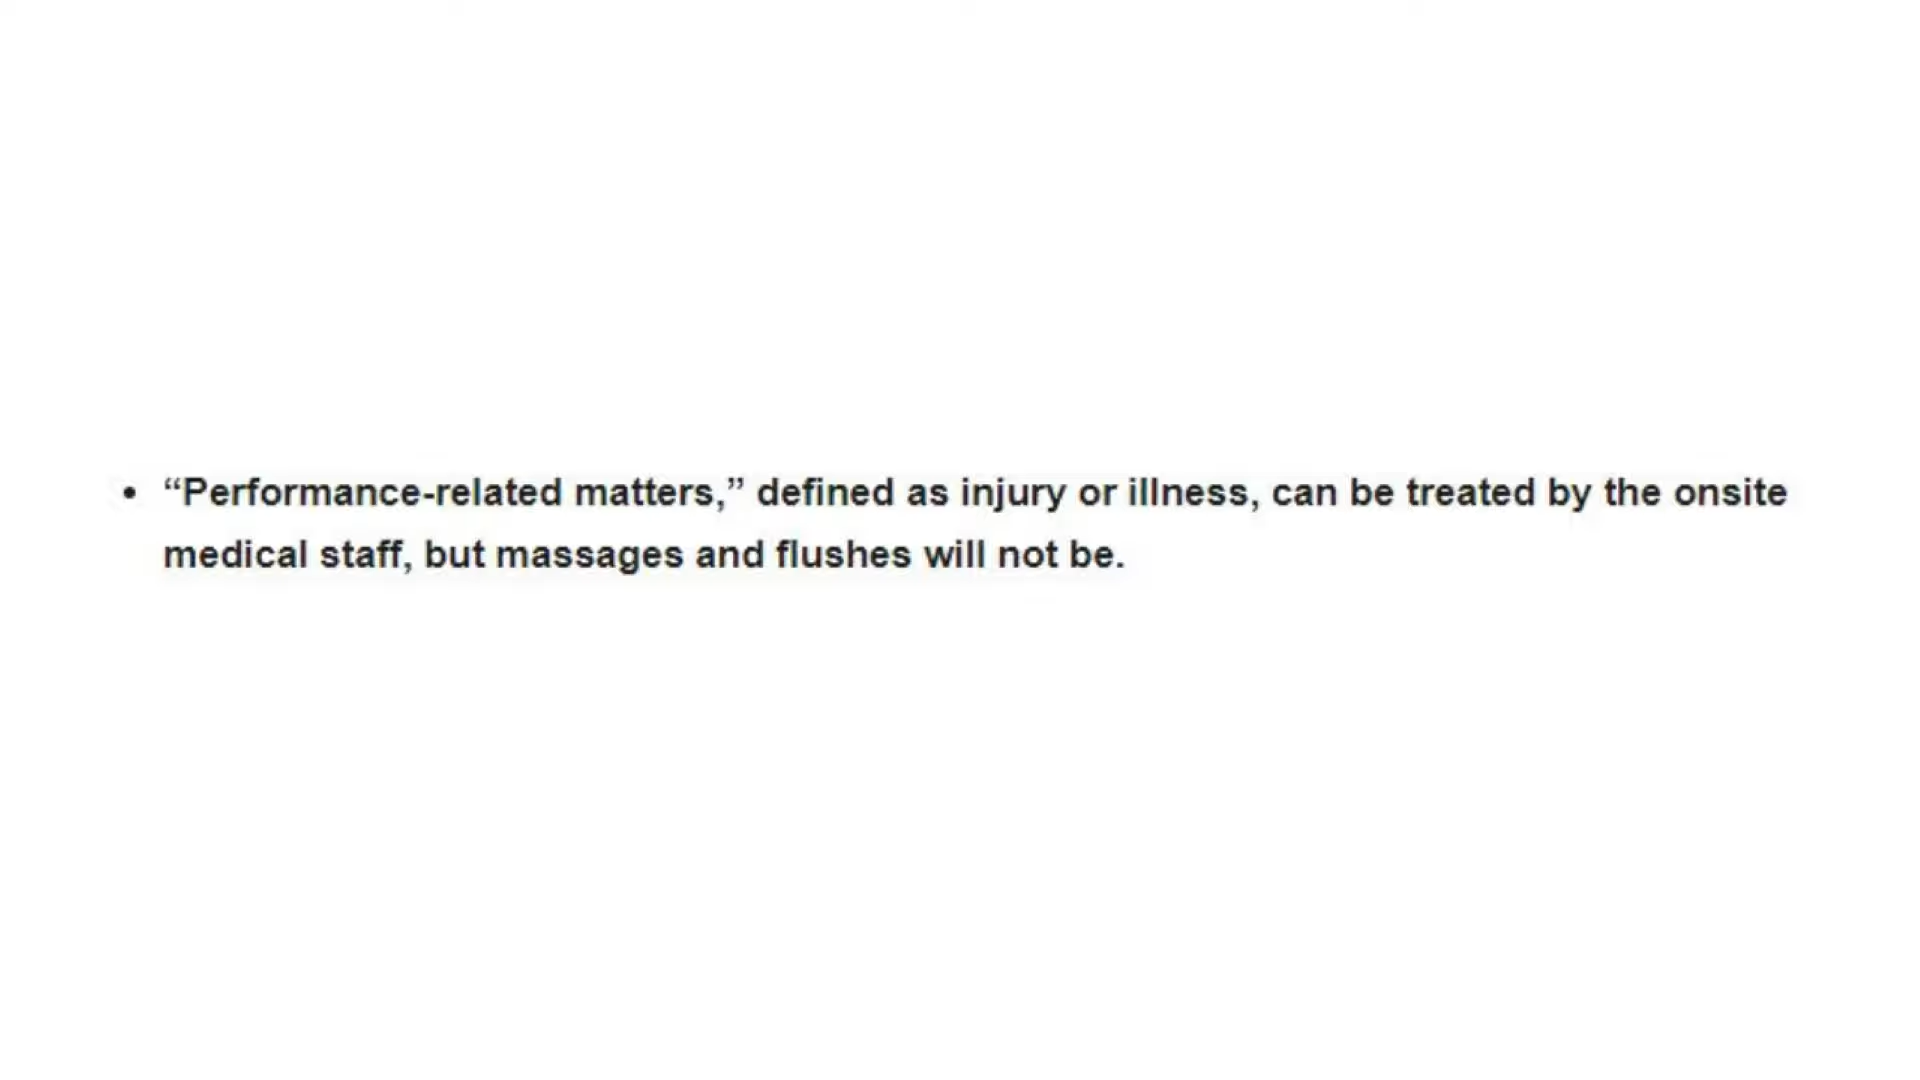 • “Performance-related matters,” defined as injury or illness, can be treated by the onsite
medical staff, but massages and flushes will not be.